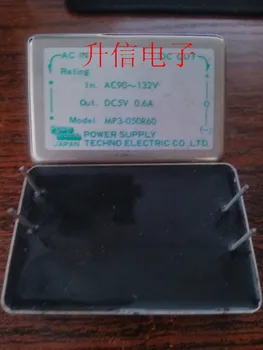 升信电子
AC IN DC OUT
Rating
In. AC90～132V
Out. DC5V 0.6A
Model MP3-050R60
POWER SUPPLY
JAPAN TECHNO ELECTRIC CO.,LTD.